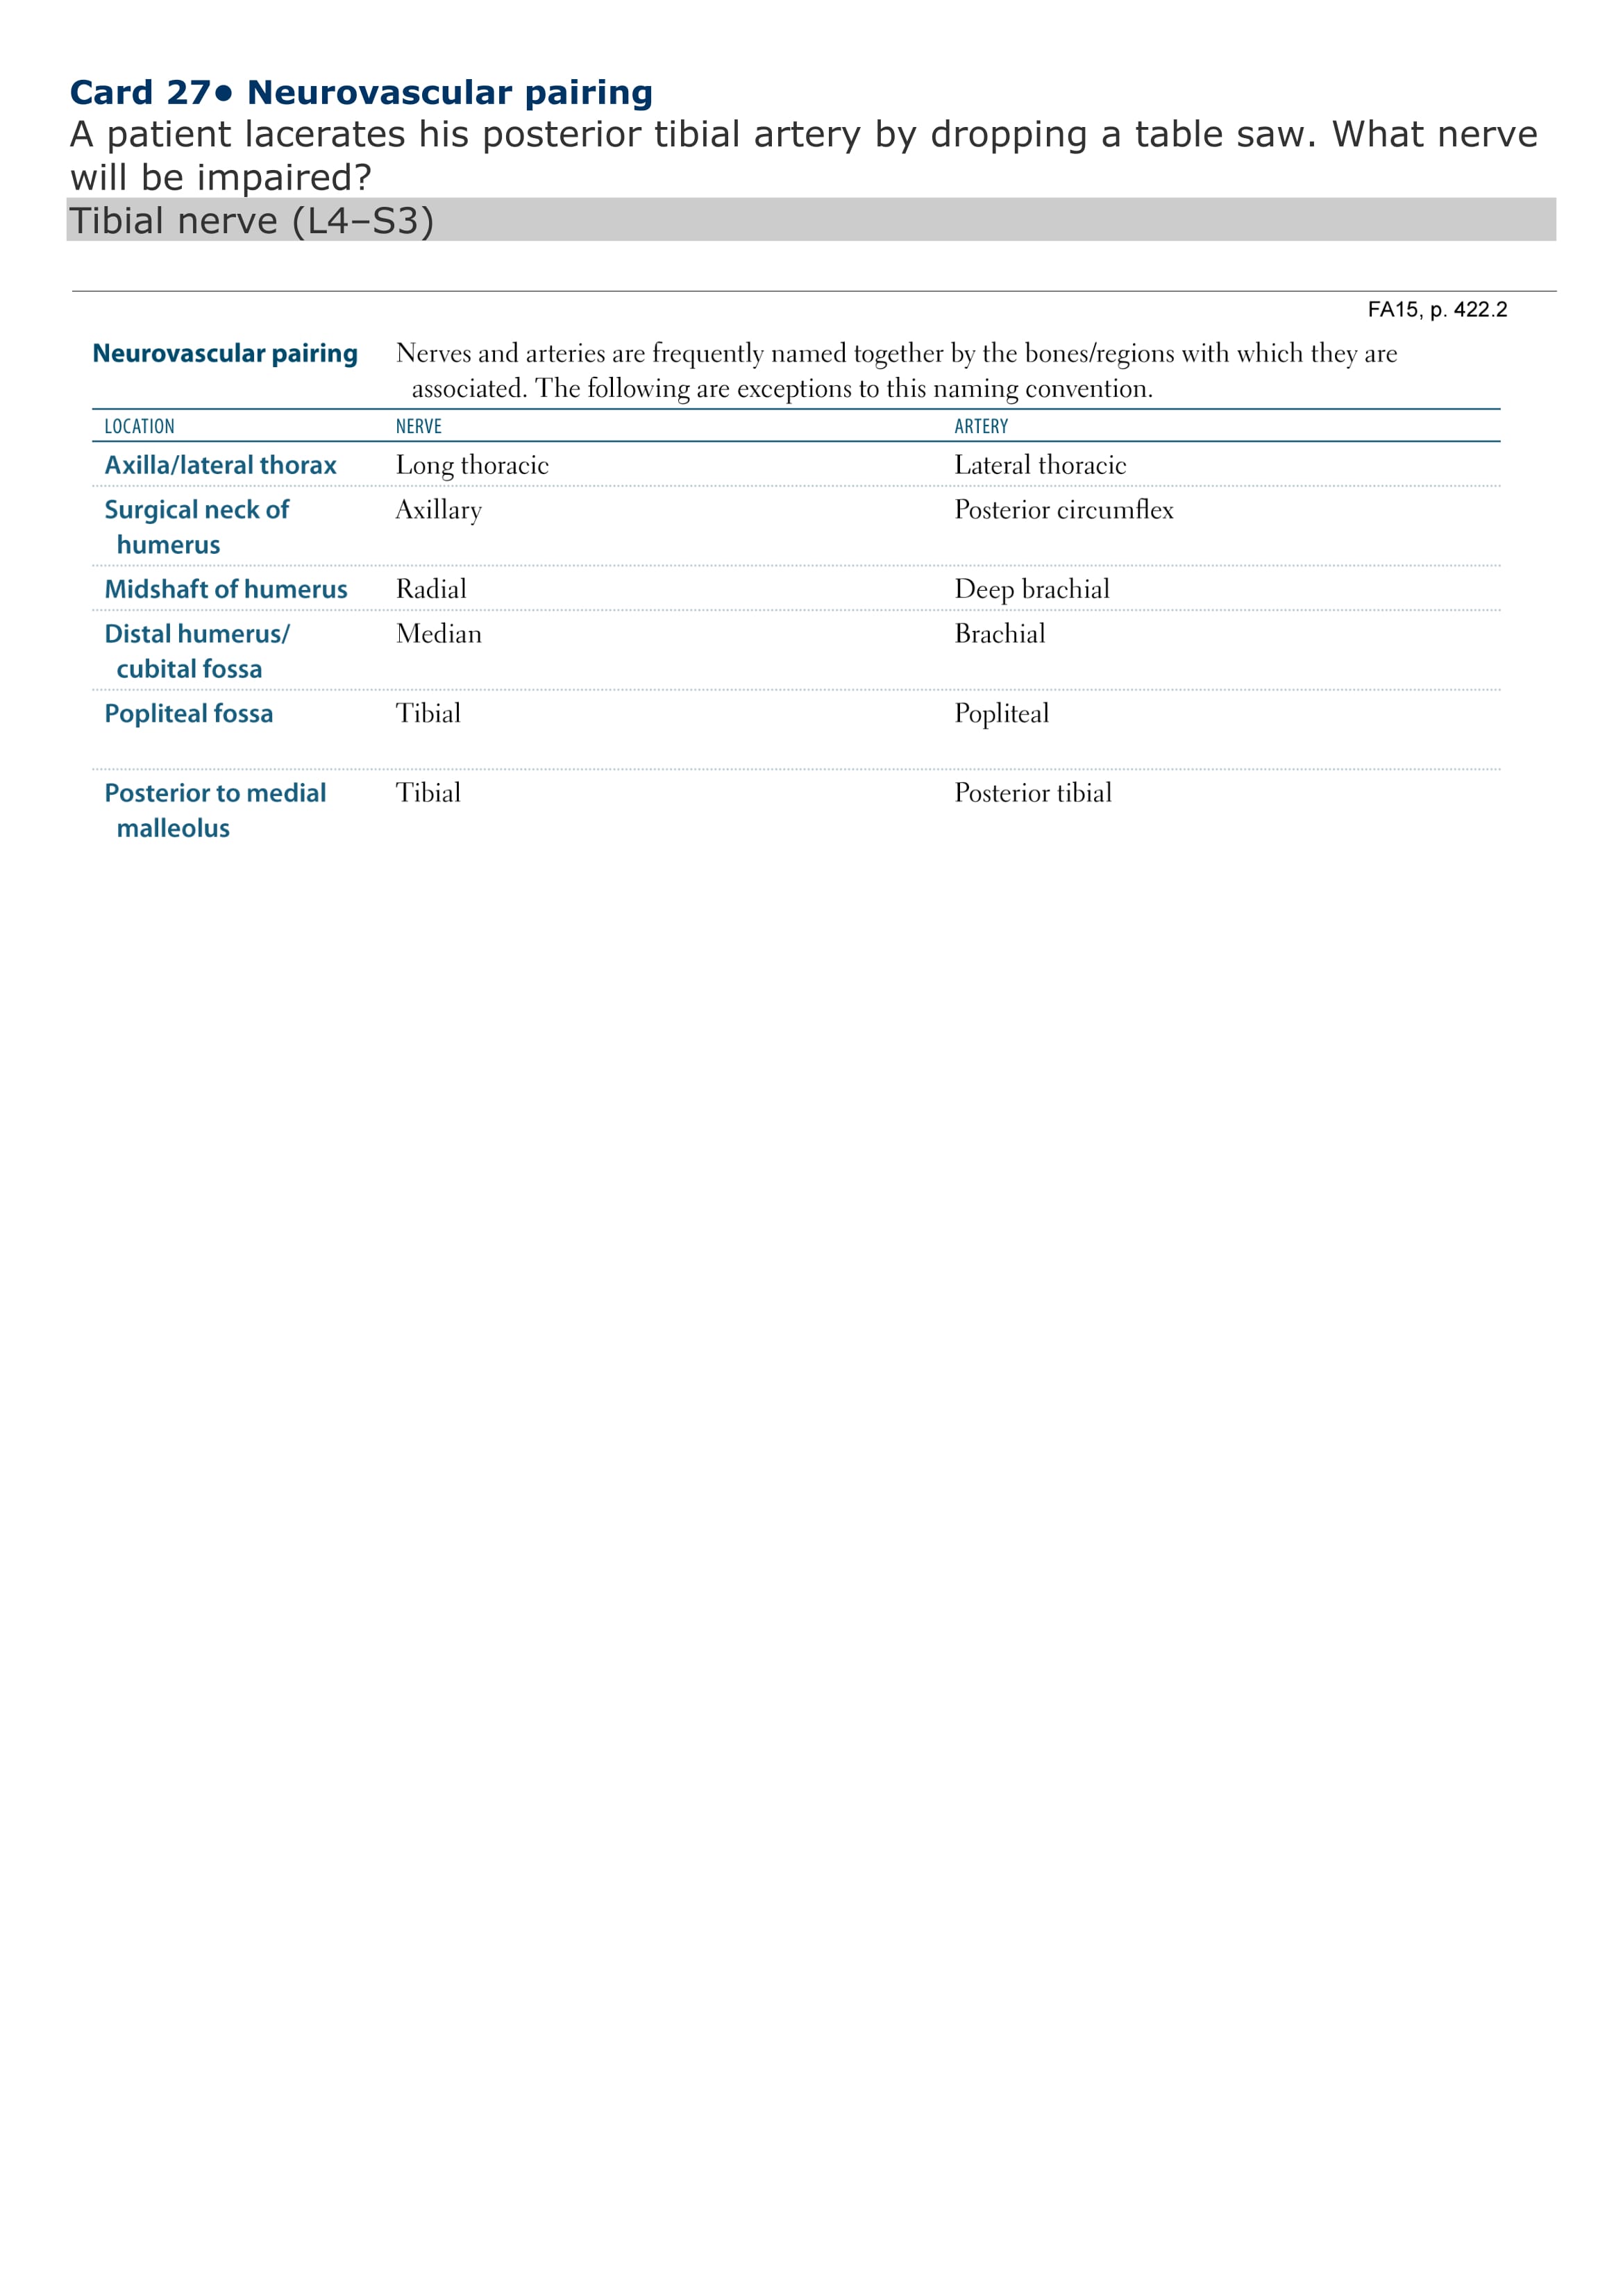 Card 27● Neurovascular pairing
A patient lacerates his posterior tibial artery by dropping a table saw. What nerve
will be impaired?
Tibial nerve (L4–S3)
FA15, p. 422.2
Neurovascular pairing Nerves and arteries are frequently named together by the bones/regions with which they are
associated. The following are exceptions to this naming convention.
LOCATION NERVE ARTERY
Axilla/lateral thorax Long thoracic Lateral thoracic
Surgical neck of Axillary Posterior circumflex
humerus
Midshaft of humerus Radial Deep brachial
Distal humerus/ Median Brachial
cubital fossa
Popliteal fossa Tibial Popliteal
Posterior to medial Tibial Posterior tibial
malleolus